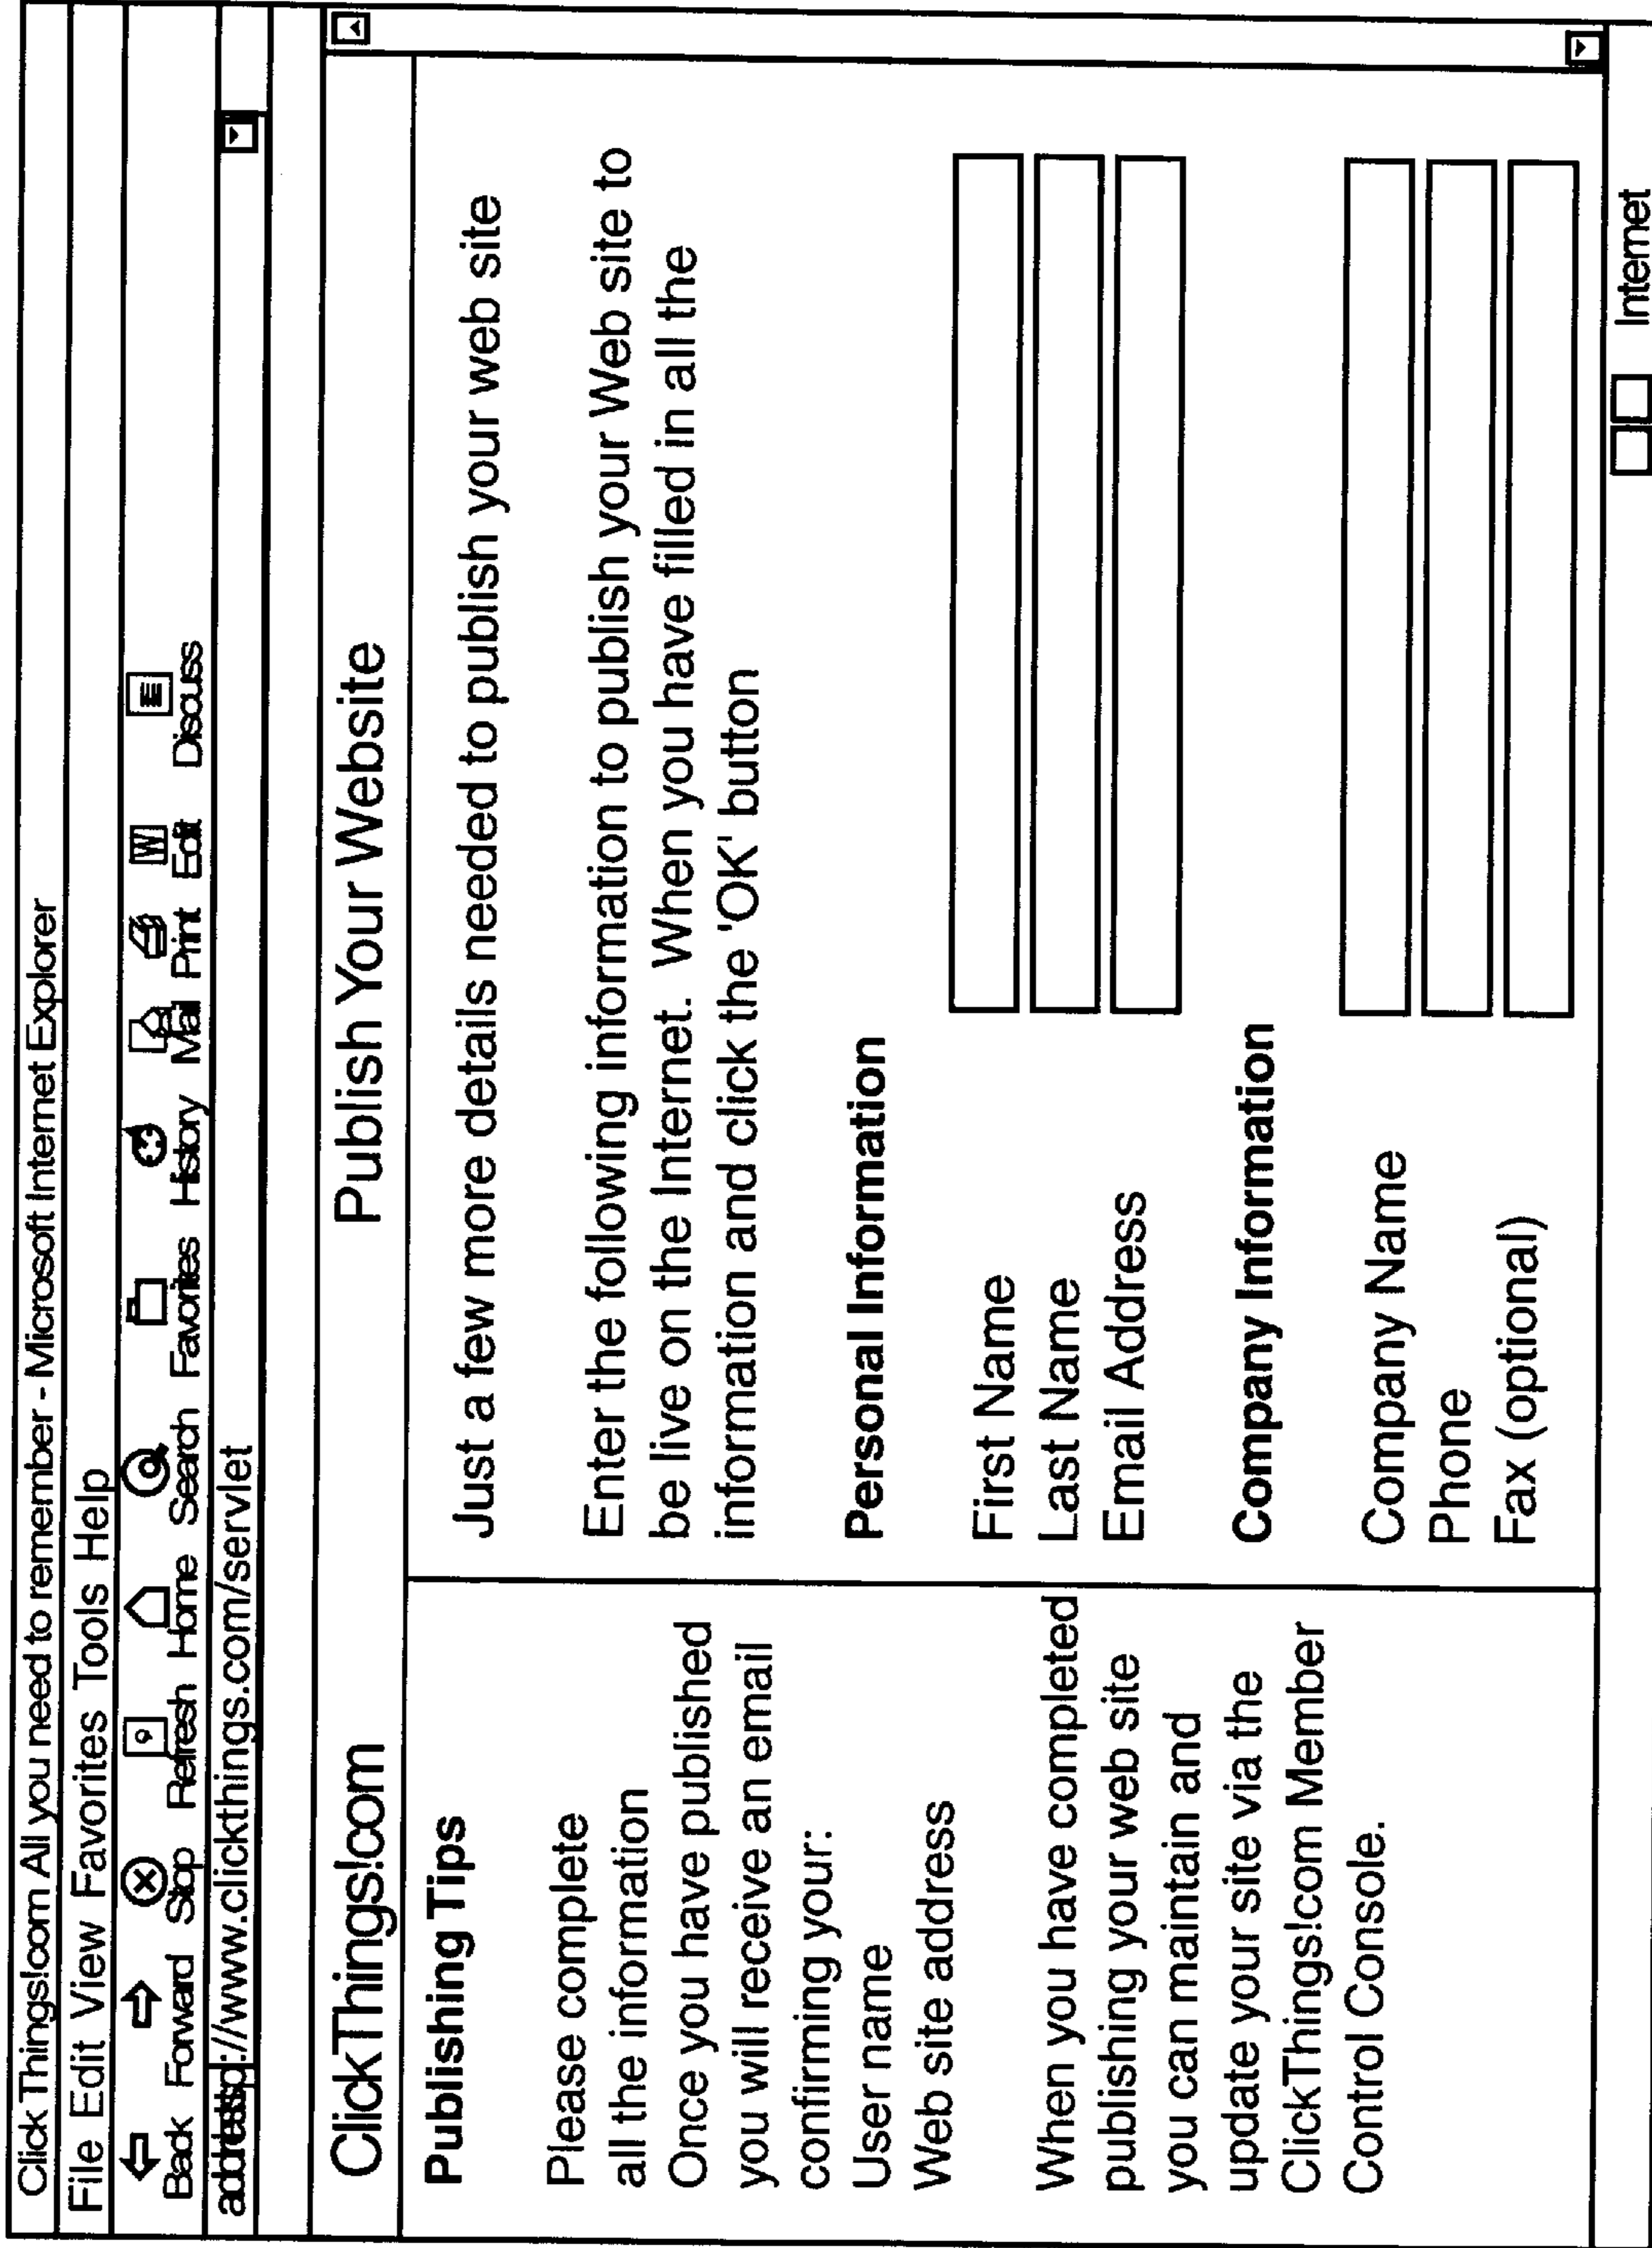 Click Things!com All you need to remember - Microsoft Internet Explorer
File Edit View Favorites Tools Help
Back Forward Stop Refresh Home Search Favorites History Mail Print Edit Discuss
://www.clickthings.com/servlet
ClickThings!com
Publish Your Website
Publishing Tips
Please complete
all the information
Once you have published
you will receive an email
confirming your:
User name
Web site address
When you have completed
publishing your web site
you can maintain and
update your site via the
ClickThings!com Member
Control Console.
Just a few more details needed to publish your web site
Enter the following information to publish your Web site to
be live on the Internet. When you have filled in all the
information and click the 'OK' button
Personal Information
First Name
Last Name
Email Address
Company Information
Company Name
Phone
Fax (optional)
Internet